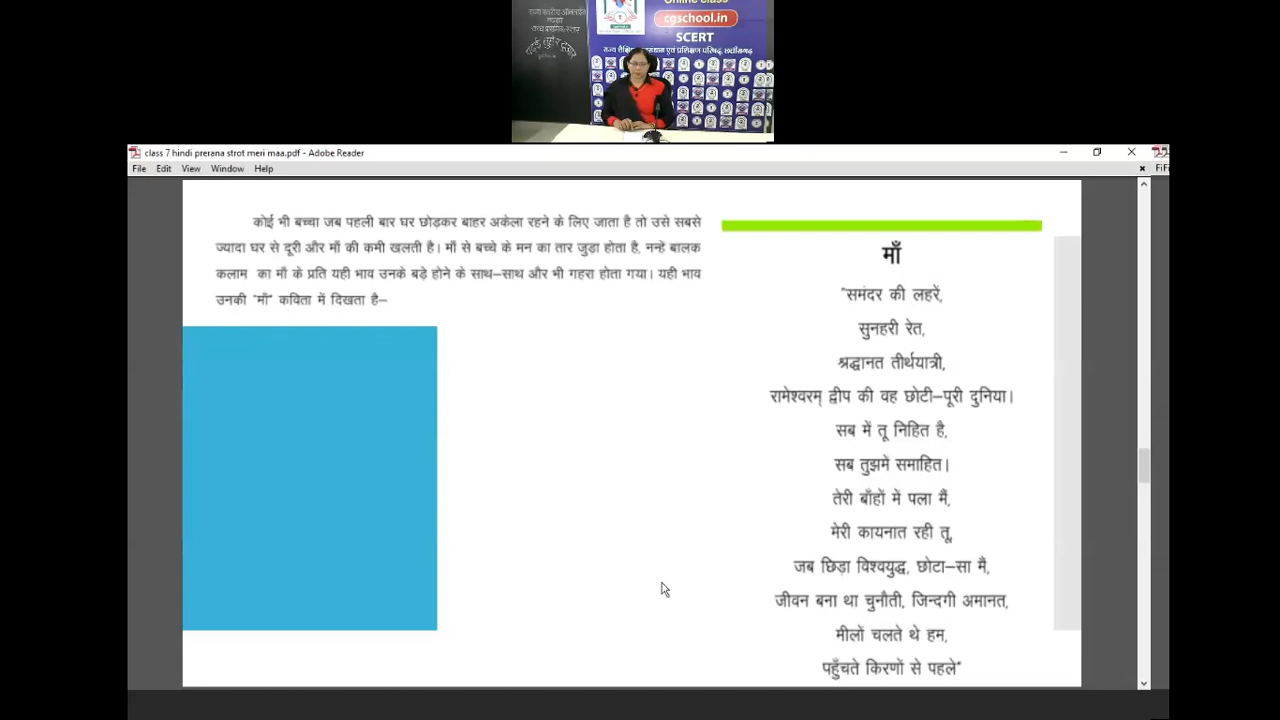 Online class
cgschool.in
SCERT
class 7 hindi prerana strot meri maa.pdf - Adobe Reader
File Edit View Window Help
कोई भी बच्चा जब पहली बार घर छोड़कर बाहर अकेला रहने के लिए जाता है तो उसे सबसे
ज्यादा घर से दूरी और माँ की कमी खलती है। माँ से बच्चे के मन का तार जुड़ा होता है, नन्हें बालक
कलाम का माँ के प्रति यही भाव उनके बड़े होने के साथ–साथ और भी गहरा होता गया। यही भाव
उनकी "माँ" कविता में दिखता है–
माँ
"समंदर की लहरें,
सुनहरी रेत,
श्रद्धानत तीर्थयात्री,
रामेश्वरम् द्वीप की वह छोटी–पूरी दुनिया।
सब में तू निहित है,
सब तुझमें समाहित।
तेरी बाँहों में पला मैं,
मेरी कायनात रही तू,
जब छिड़ा विश्वयुद्ध, छोटा–सा मैं,
जीवन बना था चुनौती, जिन्दगी अमानत,
मीलों चलते थे हम,
पहुँचते किरणों से पहले"